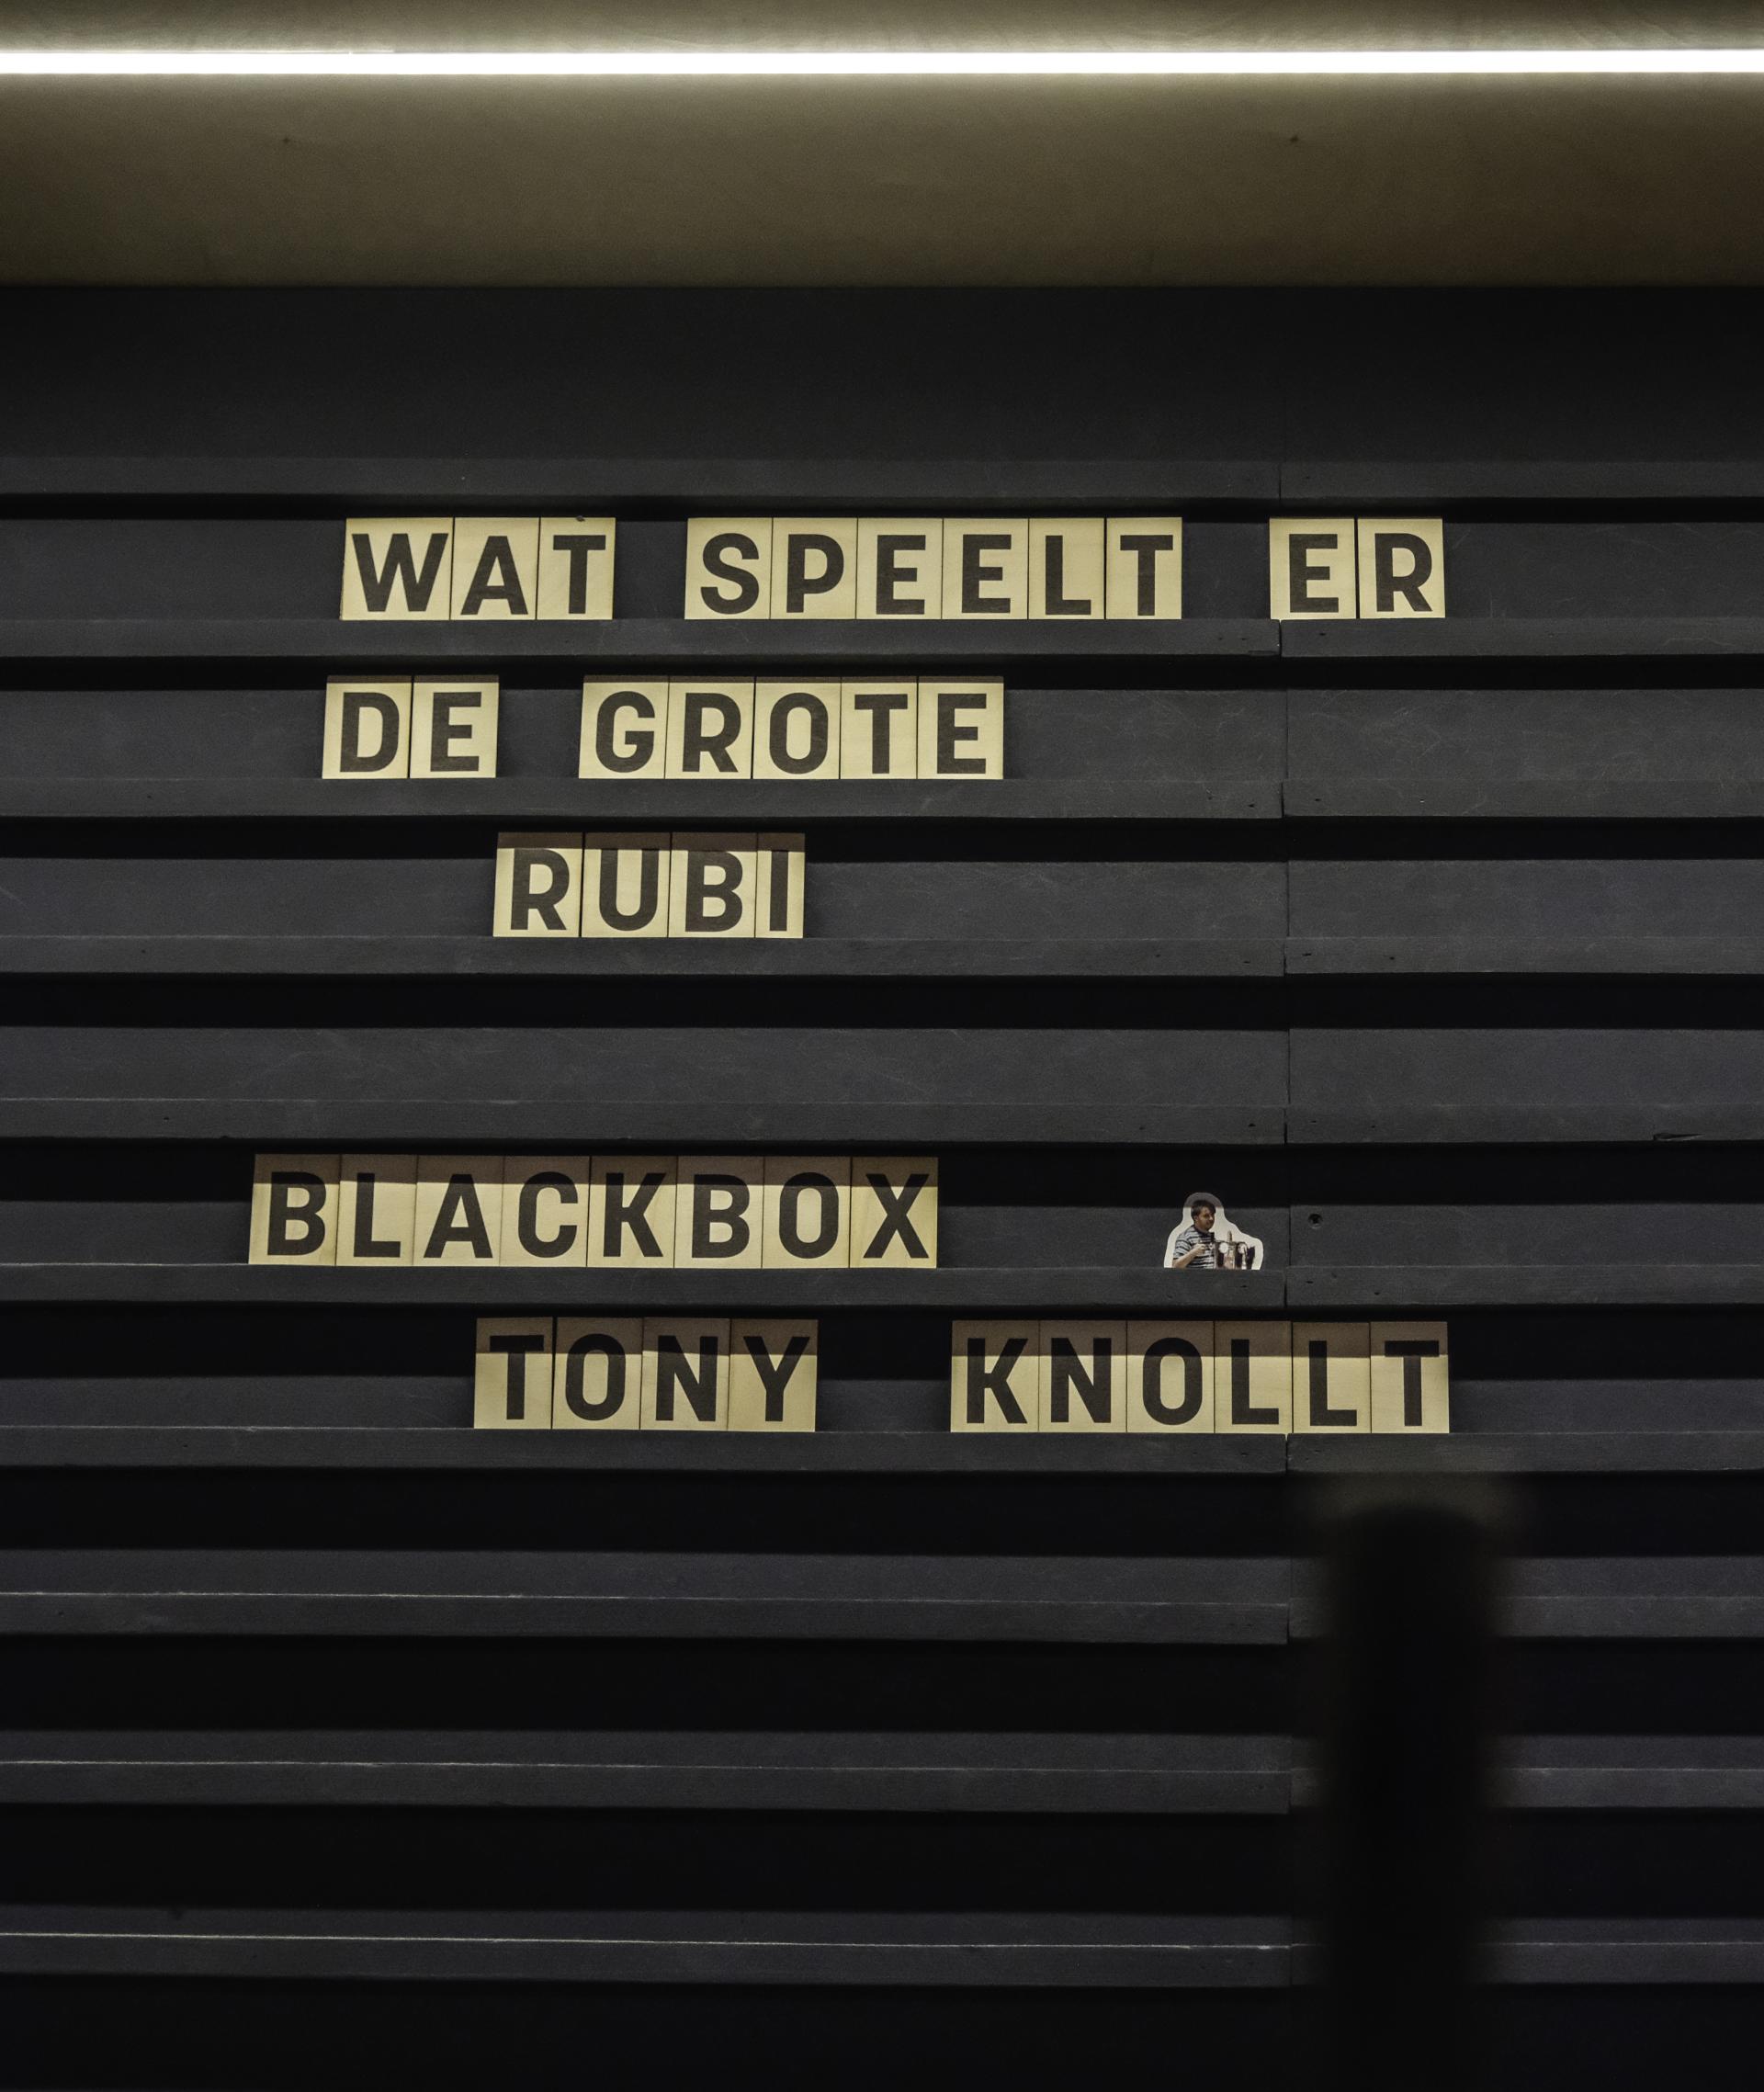 WAT SPEELT ER
DE GROTE
RUBI
BLACKBOX
TONY KNOLLT